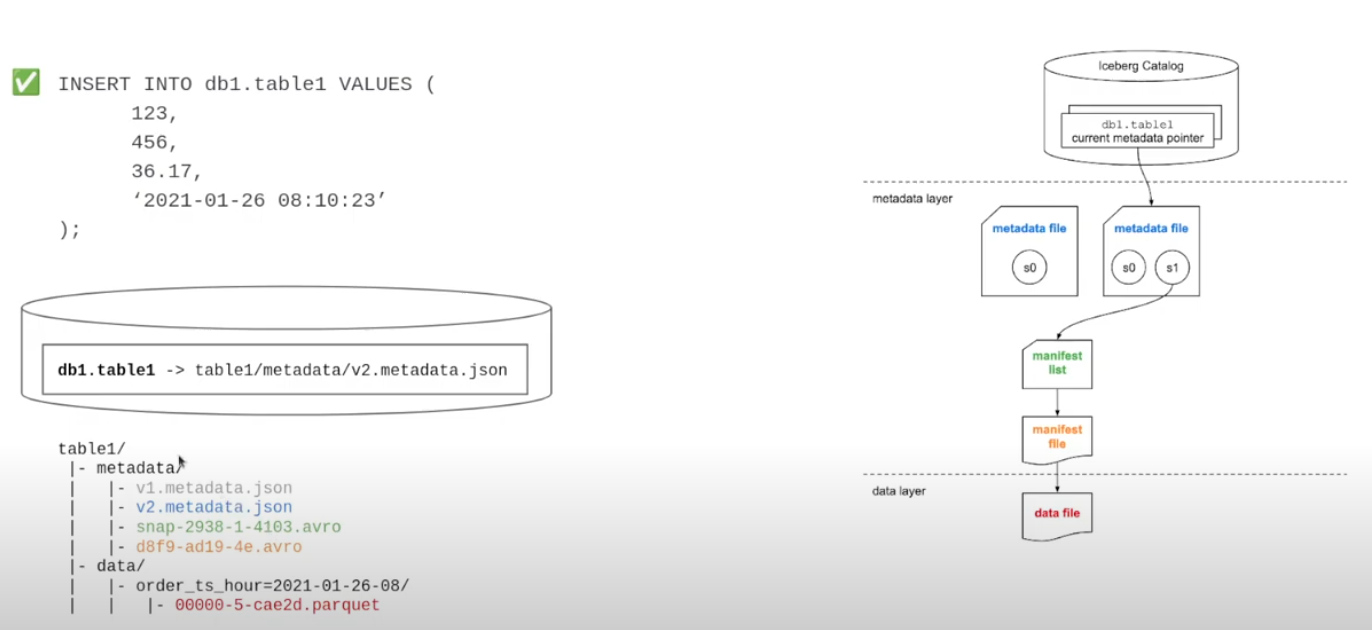 INSERT INTO db1.table1 VALUES (
123,
456,
36.17,
‘2021-01-26 08:10:23’
);
db1.table1 -> table1/metadata/v2.metadata.json
table1/
|- metadata/
| |- v1.metadata.json
| |- v2.metadata.json
| |- snap-2938-1-4103.avro
| |- d8f9-ad19-4e.avro
|- data/
| |- order_ts_hour=2021-01-26-08/
| | |- 00000-5-cae2d.parquet
Iceberg Catalog
db1.table1
current metadata pointer
metadata layer
metadata file
s0
metadata file
s0 s1
manifest
list
manifest
file
data layer
data file